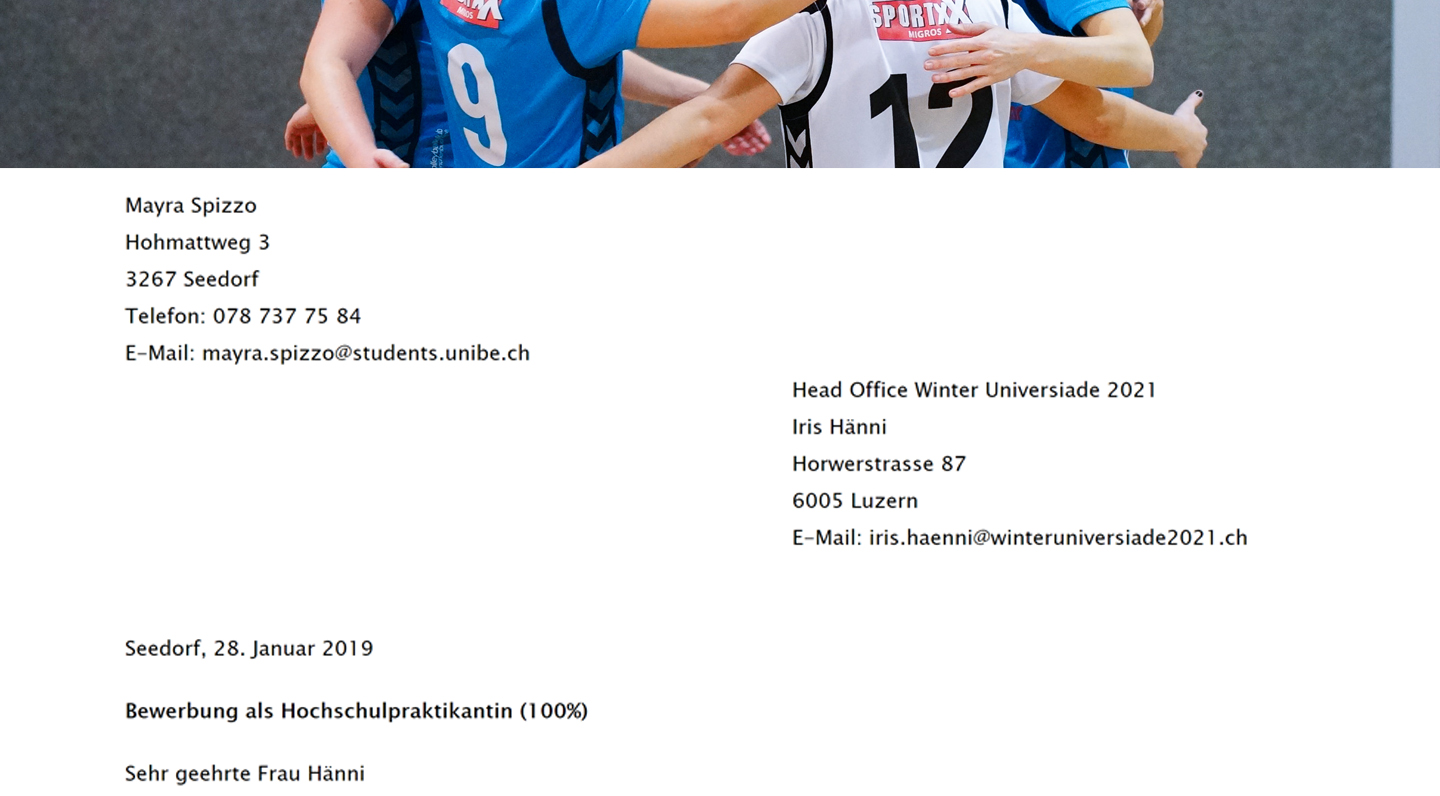 MIGROS
9
SPORTXX
MIGROS
12
Mayra Spizzo
Hohmattweg 3
3267 Seedorf
Telefon: 078 737 75 84
E-Mail: mayra.spizzo@students.unibe.ch
Head Office Winter Universiade 2021
Iris Hänni
Horwerstrasse 87
6005 Luzern
E-Mail: iris.haenni@winteruniversiade2021.ch
Seedorf, 28. Januar 2019
Bewerbung als Hochschulpraktikantin (100%)
Sehr geehrte Frau Hänni